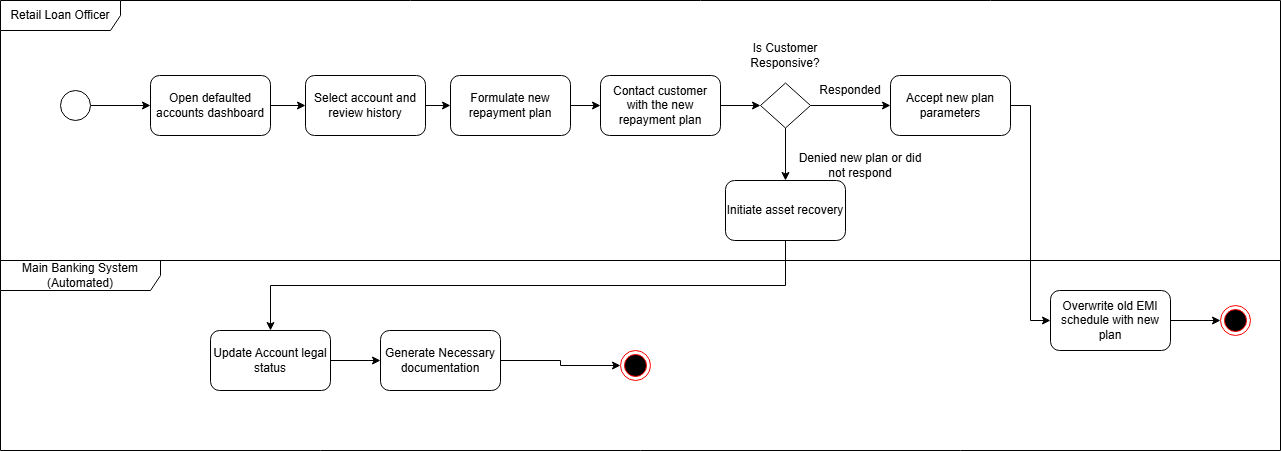 Retail Loan Officer
Is Customer
Responsive?
Open defaulted
accounts dashboard
Select account and
review history
Formulate new
repayment plan
Contact customer
with the new
repayment plan
Responded
Accept new plan
parameters
Denied new plan or did
not respond
Initiate asset recovery
Main Banking System
(Automated)
Overwrite old EMI
schedule with new
plan
Update Account legal
status
Generate Necessary
documentation